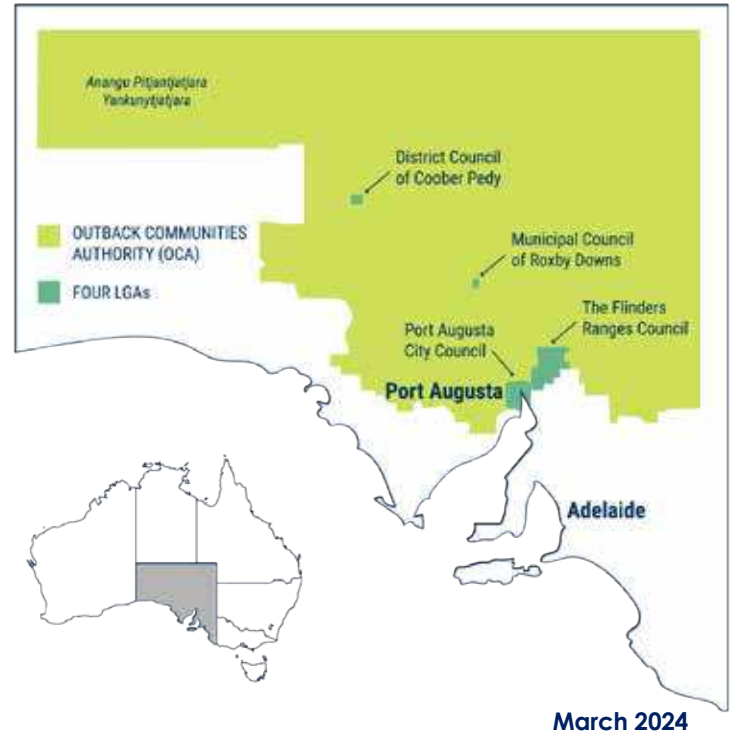 Anangu Pitjantjatjara
Yankunytjatjara
District Council
of Coober Pedy
OUTBACK COMMUNITIES
AUTHORITY (OCA)
FOUR LGAs
Municipal Council
of Roxby Downs
The Flinders
Ranges Council
Port Augusta
City Council
Port Augusta
Adelaide
March 2024